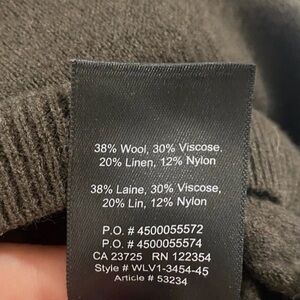 38% Wool, 30% Viscose,
20% Linen, 12% Nylon
38% Laine, 30% Viscose,
20% Lin, 12% Nylon
P.O. # 4500055572
P.O. # 4500055574
CA 23725 RN 122354
Style # WLV1-3454-45
Article # 53234